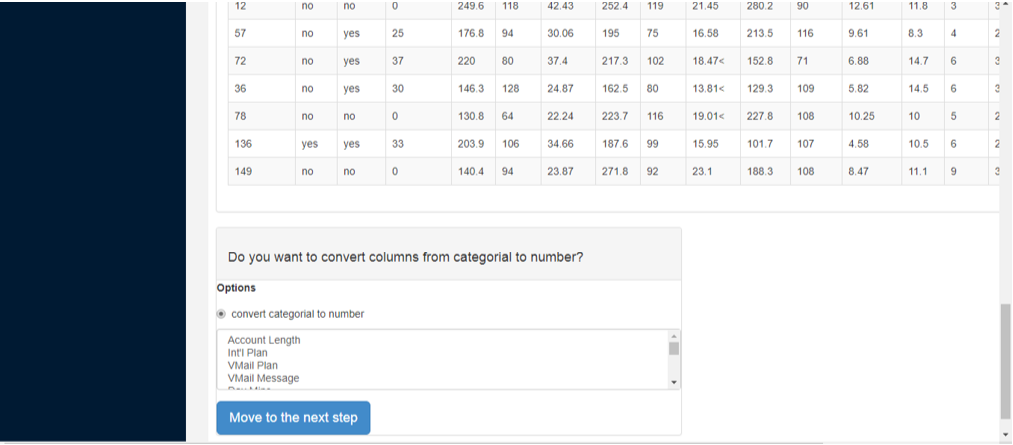 12 no no 0 249.6 118 42.43 252.4 119 21.45 280.2 90 12.61 11.8 3
57 no yes 25 176.8 94 30.06 195 75 16.58 213.5 116 9.61 8.3 4 2
72 no yes 37 220 80 37.4 217.3 102 18.47< 152.8 71 6.88 14.7 6 3
36 no yes 30 146.3 128 24.87 162.5 80 13.81< 129.3 109 5.82 14.5 6 3
78 no no 0 130.8 64 22.24 223.7 116 19.01< 227.8 108 10.25 10 5 2
136 yes yes 33 203.9 106 34.66 187.6 99 15.95 101.7 107 4.58 10.5 6 2
149 no no 0 140.4 94 23.87 271.8 92 23.1 188.3 108 8.47 11.1 9 3
Do you want to convert columns from categorial to number?
Options
convert categorial to number
Account Length
Int'l Plan
VMail Plan
VMail Message
Move to the next step